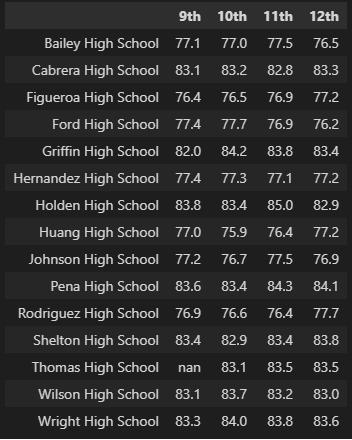 9th 10th 11th 12th
Bailey High School 77.1 77.0 77.5 76.5
Cabrera High School 83.1 83.2 82.8 83.3
Figueroa High School 76.4 76.5 76.9 77.2
Ford High School 77.4 77.7 76.9 76.2
Griffin High School 82.0 84.2 83.8 83.4
Hernandez High School 77.4 77.3 77.1 77.2
Holden High School 83.8 83.4 85.0 82.9
Huang High School 77.0 75.9 76.4 77.2
Johnson High School 77.2 76.7 77.5 76.9
Pena High School 83.6 83.4 84.3 84.1
Rodriguez High School 76.9 76.6 76.4 77.7
Shelton High School 83.4 82.9 83.4 83.8
Thomas High School nan 83.1 83.5 83.5
Wilson High School 83.1 83.7 83.2 83.0
Wright High School 83.3 84.0 83.8 83.6